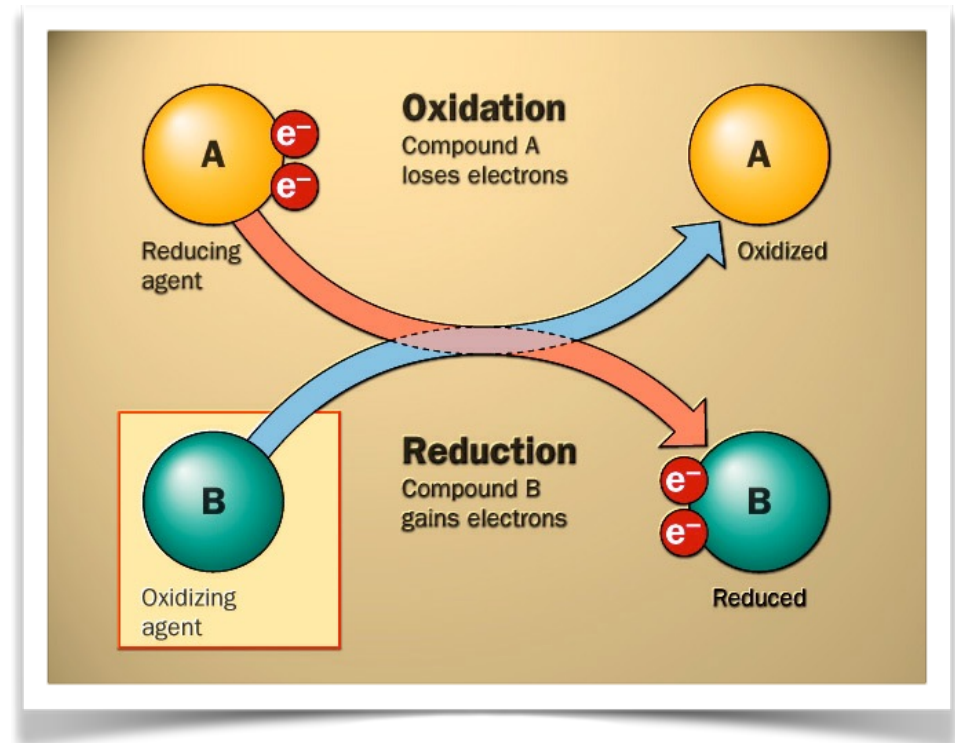 A
e⁻
e⁻
Reducing
agent
Oxidation
Compound A
loses electrons
A
Oxidized
B
Oxidizing
agent
Reduction
Compound B
gains electrons
e⁻
e⁻
B
Reduced